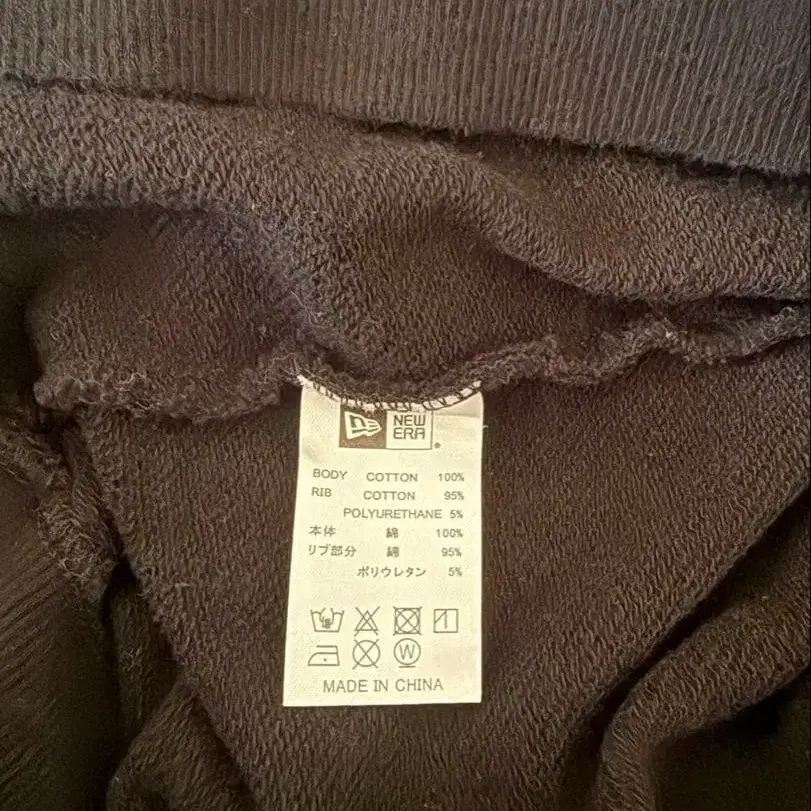 NEW
ERA
BODY COTTON 100%
RIB COTTON 95%
POLYURETHANE 5%
本体 綿 100%
リブ部分 綿 95%
ポリウレタン 5%
W
MADE IN CHINA